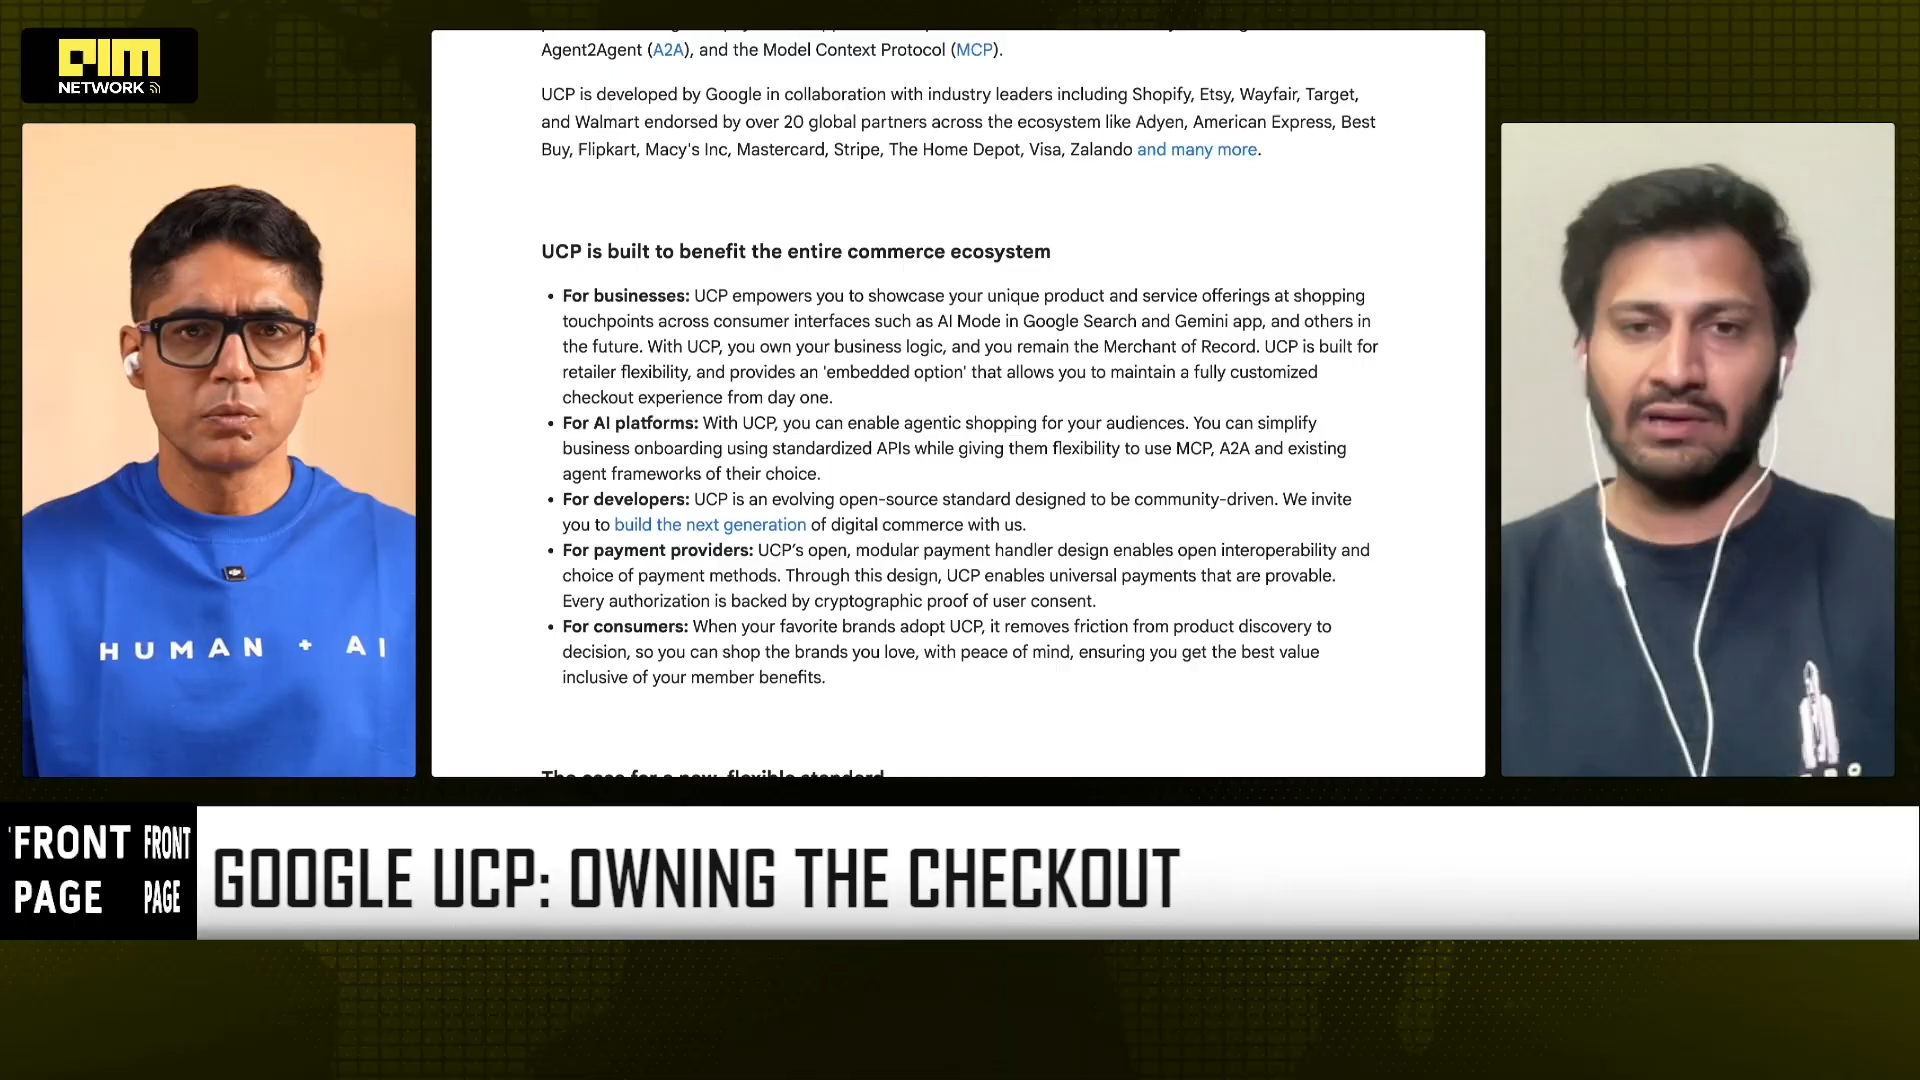 AIM
NETWORK
Agent2Agent (A2A), and the Model Context Protocol (MCP).
UCP is developed by Google in collaboration with industry leaders including Shopify, Etsy, Wayfair, Target,
and Walmart endorsed by over 20 global partners across the ecosystem like Adyen, American Express, Best
Buy, Flipkart, Macy's Inc, Mastercard, Stripe, The Home Depot, Visa, Zalando and many more.
UCP is built to benefit the entire commerce ecosystem
• For businesses: UCP empowers you to showcase your unique product and service offerings at shopping
touchpoints across consumer interfaces such as AI Mode in Google Search and Gemini app, and others in
the future. With UCP, you own your business logic, and you remain the Merchant of Record. UCP is built for
retailer flexibility, and provides an 'embedded option' that allows you to maintain a fully customized
checkout experience from day one.
• For AI platforms: With UCP, you can enable agentic shopping for your audiences. You can simplify
business onboarding using standardized APIs while giving them flexibility to use MCP, A2A and existing
agent frameworks of their choice.
• For developers: UCP is an evolving open-source standard designed to be community-driven. We invite
you to build the next generation of digital commerce with us.
• For payment providers: UCP’s open, modular payment handler design enables open interoperability and
choice of payment methods. Through this design, UCP enables universal payments that are provable.
Every authorization is backed by cryptographic proof of user consent.
• For consumers: When your favorite brands adopt UCP, it removes friction from product discovery to
decision, so you can shop the brands you love, with peace of mind, ensuring you get the best value
inclusive of your member benefits.
The case for a new, flexible standard
HUMAN + AI
FRONT PAGE
FRONT PAGE
GOOGLE UCP: OWNING THE CHECKOUT